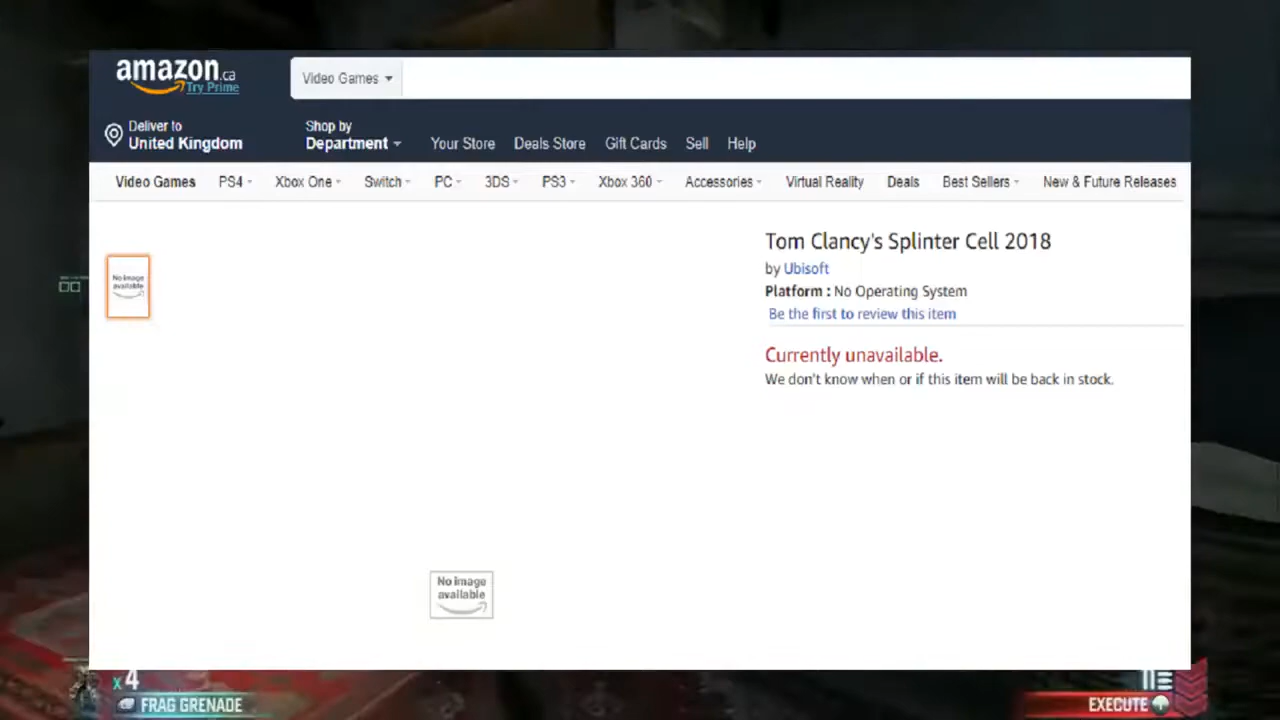 amazon.ca
Try Prime
Video Games
Deliver to
United Kingdom
Shop by
Department
Your Store
Deals Store
Gift Cards
Sell
Help
Video Games
PS4
Xbox One
Switch
PC
3DS
PS3
Xbox 360
Accessories
Virtual Reality
Deals
Best Sellers
New & Future Releases
No image
available
Tom Clancy's Splinter Cell 2018
by Ubisoft
Platform : No Operating System
Be the first to review this item
Currently unavailable.
We don't know when or if this item will be back in stock.
No image
available
x4
FRAG GRENADE
EXECUTE